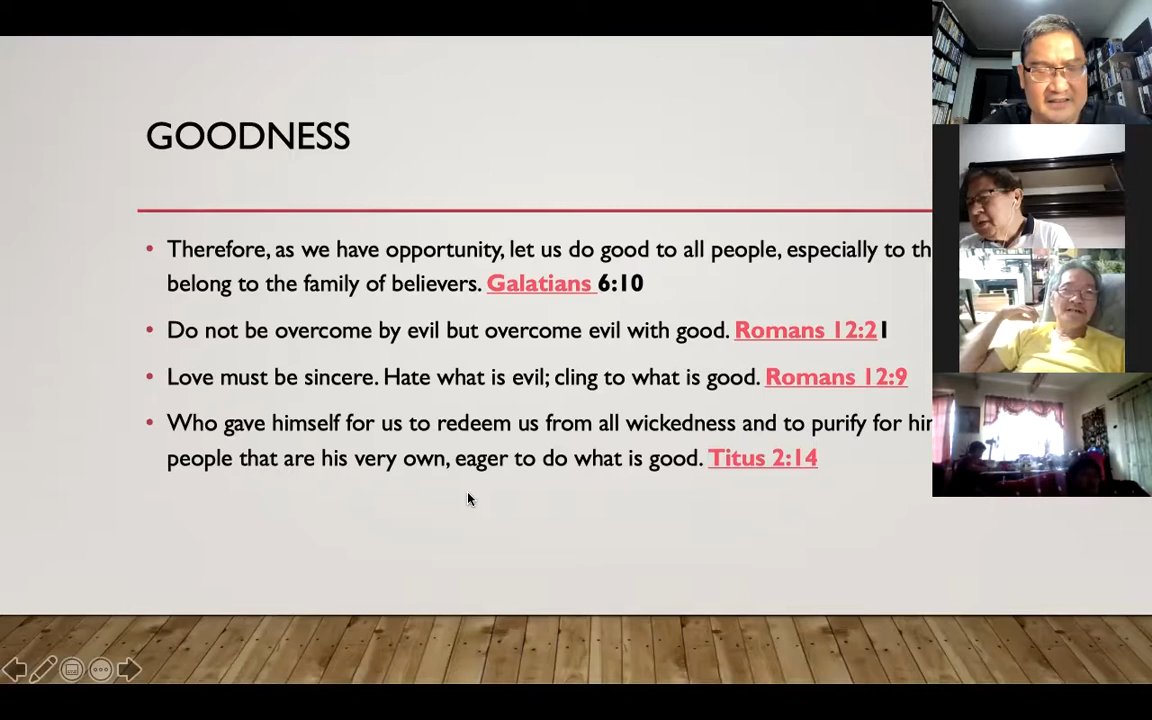 GOODNESS
• Therefore, as we have opportunity, let us do good to all people, especially to
belong to the family of believers. Galatians 6:10
• Do not be overcome by evil but overcome evil with good. Romans 12:21
• Love must be sincere. Hate what is evil; cling to what is good. Romans 12:9
• Who gave himself for us to redeem us from all wickedness and to purify for
people that are his very own, eager to do what is good. Titus 2:14